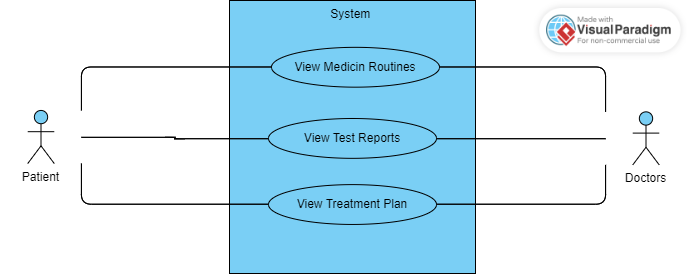 System
Made with
Visual Paradigm
For non-commercial use
View Medicin Routines
View Test Reports
View Treatment Plan
Patient
Doctors